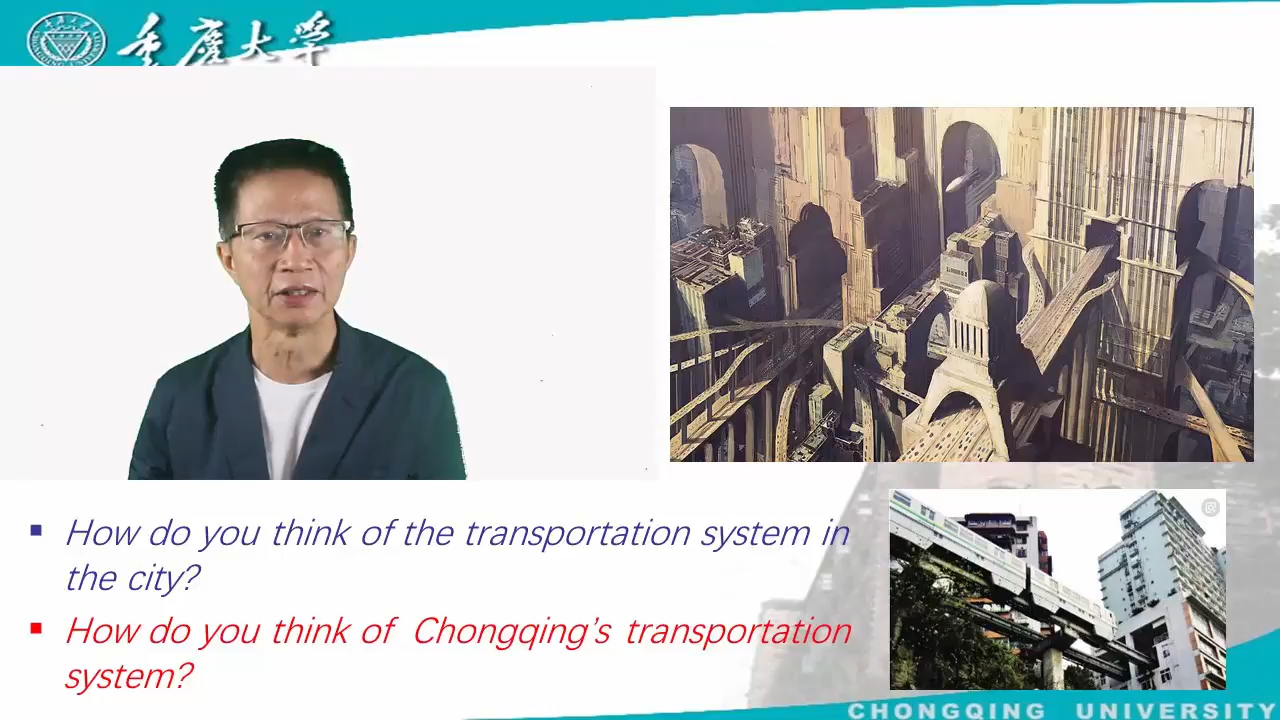 重庆大学
How do you think of the transportation system in
the city?
How do you think of Chongqing's transportation
system?
CHONGQING UNIVERSITY